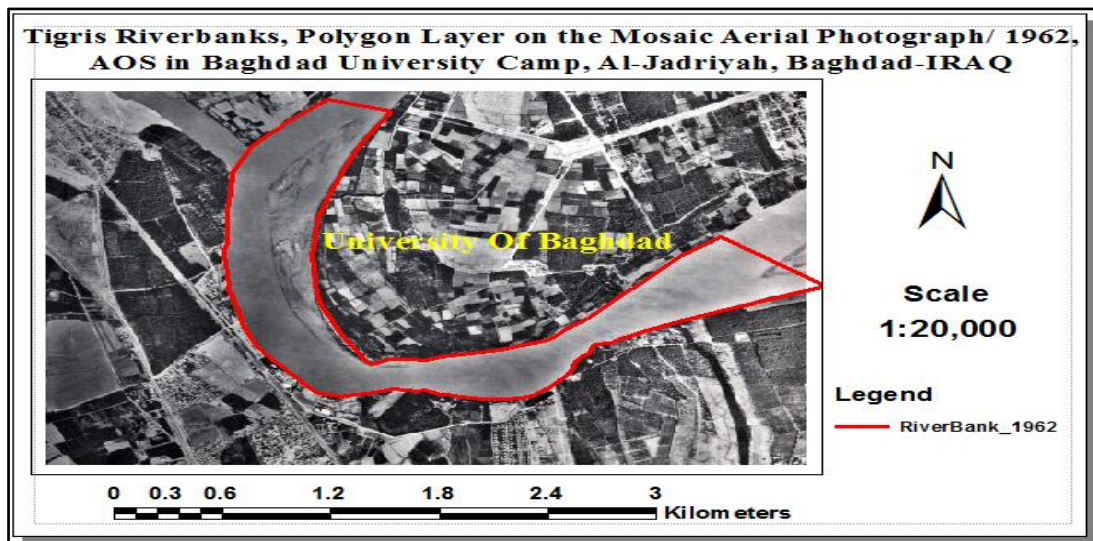 Tigris Riverbanks, Polygon Layer on the Mosaic Aerial Photograph/ 1962,
AOS in Baghdad University Camp, Al-Jadriyah, Baghdad-IRAQ
University Of Baghdad
N
Scale
1:20,000
Legend
RiverBank_1962
0 0.3 0.6 1.2 1.8 2.4 3
Kilometers